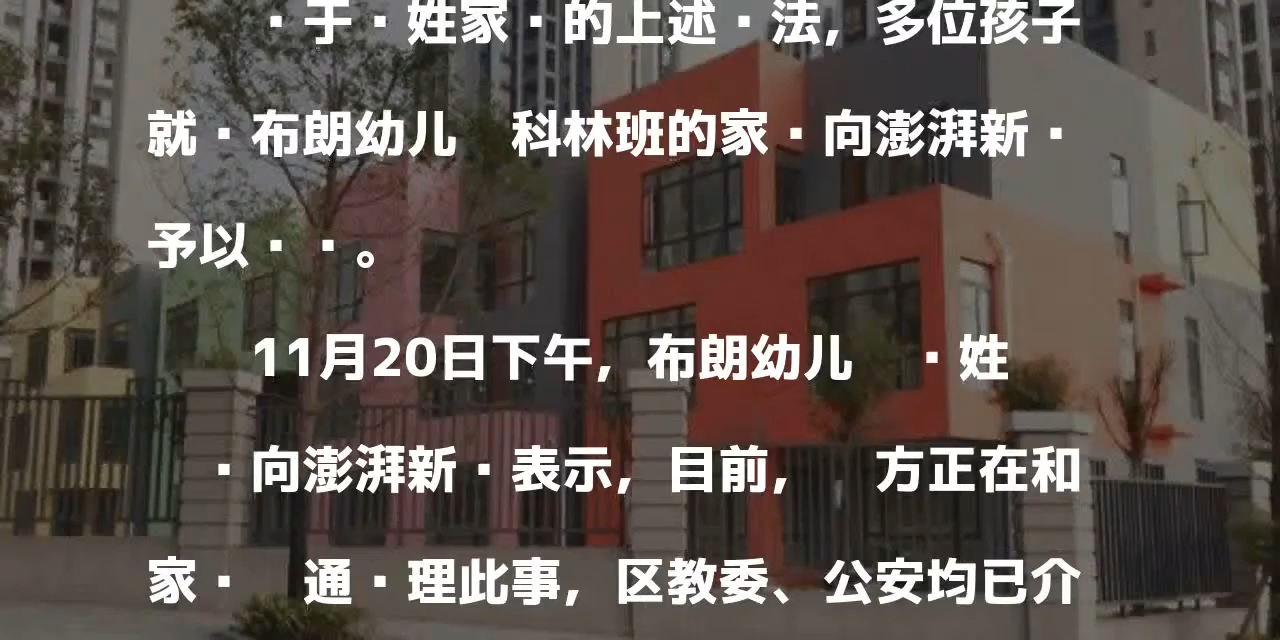 ·于·姓家·的上述·法，多位孩子
就·布朗幼儿　科林班的家·向澎湃新·
予以··。
11月20日下午，布朗幼儿　·姓
·向澎湃新·表示，目前，　方正在和
家·　通·理此事，区教委、公安均已介